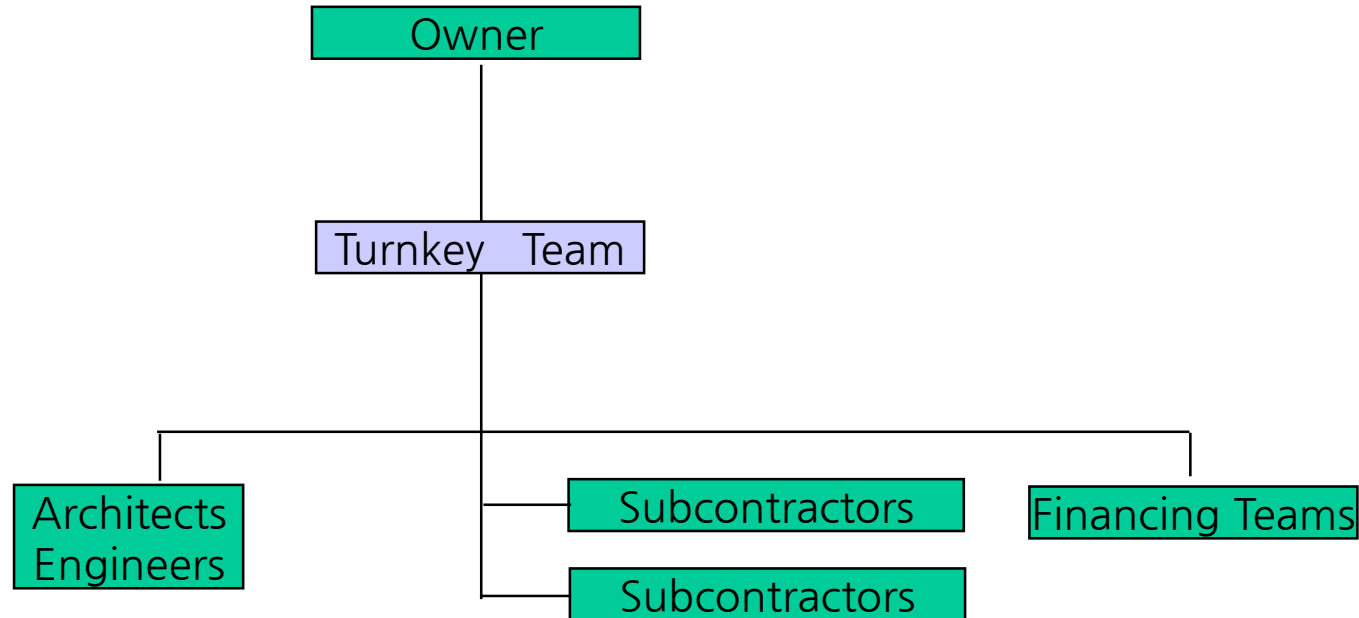 Owner
Turnkey Team
Architects
Engineers
Subcontractors
Financing Teams
Subcontractors